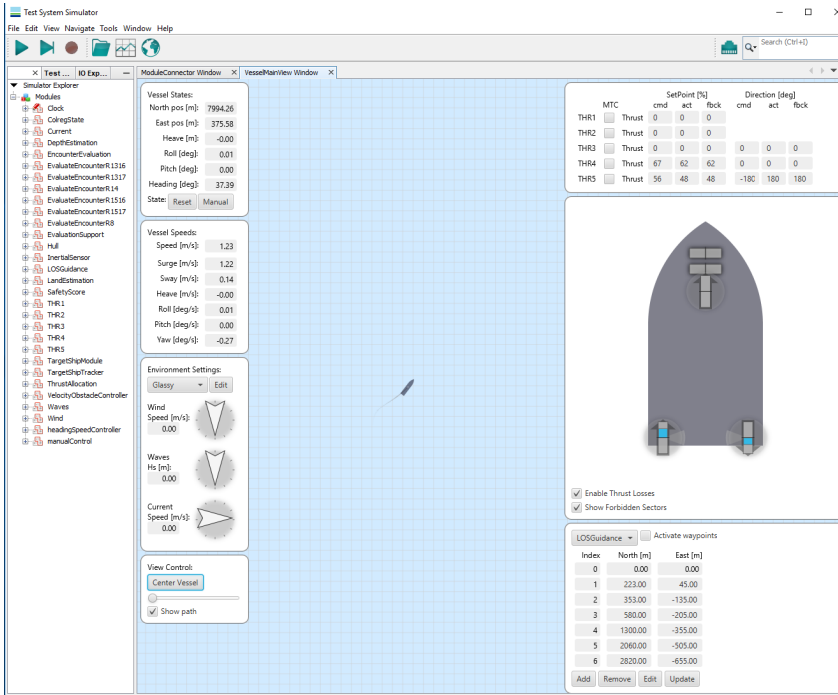 Test System Simulator
File Edit View Navigate Tools Window Help
Search (Ctrl+I)
Test ... IO Exp...
ModuleConnector Window VesselMainView Window
Simulator Explorer
Modules
Clock
ColregState
Current
DepthEstimation
EncounterEvaluation
EvaluateEncounterR1316
EvaluateEncounterR1317
EvaluateEncounterR14
EvaluateEncounterR1516
EvaluateEncounterR1517
EvaluateEncounterR8
EvaluationSupport
Hull
InertialSensor
LOSGuidance
LandEstimation
SafetyScore
THR1
THR2
THR3
THR4
THR5
TargetShipModule
TargetShipTracker
ThrustAllocation
VelocityObstacleController
Waves
Wind
headingSpeedController
manualControl
Vessel States:
North pos [m]: 7994.26
East pos [m]: 375.58
Heave [m]: -0.00
Roll [deg]: 0.01
Pitch [deg]: 0.00
Heading [deg]: 37.39
State: Reset Manual
Vessel Speeds:
Speed [m/s]: 1.23
Surge [m/s]: 1.22
Sway [m/s]: 0.14
Heave [m/s]: -0.00
Roll [deg/s]: 0.01
Pitch [deg/s]: 0.00
Yaw [deg/s]: -0.27
Environment Settings:
Glassy Edit
Wind
Speed [m/s]:
0.00
Waves
Hs [m]:
0.00
Current
Speed [m/s]:
0.00
View Control:
Center Vessel
Show path
SetPoint [%] Direction [deg]
MTC cmd act fbck cmd act fbck
THR1 Thrust 0 0 0
THR2 Thrust 0 0 0
THR3 Thrust 0 0 0 0 0 0
THR4 Thrust 67 62 62 0 0 0
THR5 Thrust 56 48 48 -180 180 180
Enable Thrust Losses
Show Forbidden Sectors
LOSGuidance Activate waypoints
Index North [m] East [m]
0 0.00 0.00
1 223.00 45.00
2 353.00 -135.00
3 580.00 -205.00
4 1300.00 -355.00
5 2060.00 -505.00
6 2820.00 -655.00
Add Remove Edit Update